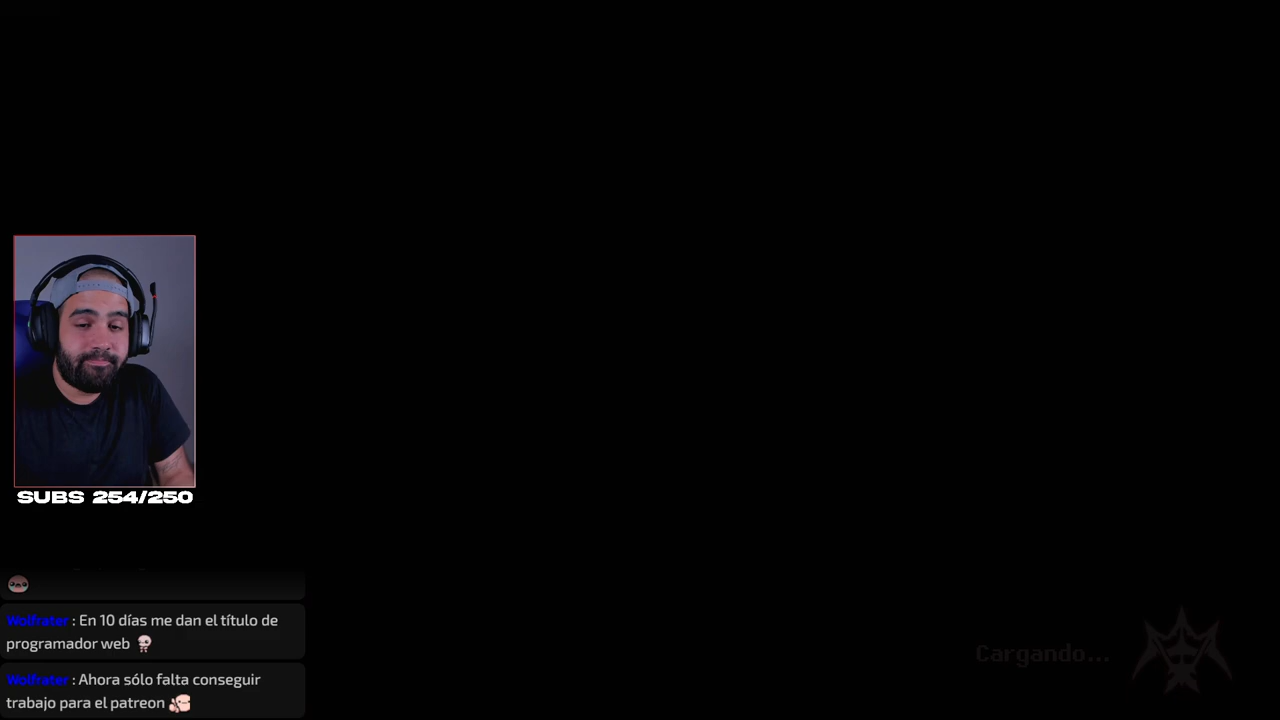 SUBS 254/250
Wolfrater : En 10 días me dan el título de
programador web
Wolfrater : Ahora sólo falta conseguir
trabajo para el patreon
Cargando...